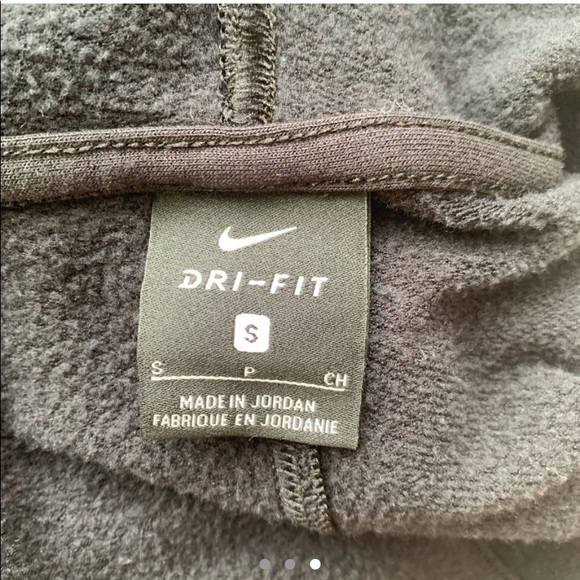 DRI-FIT
S
S P CH
MADE IN JORDAN
FABRIQUE EN JORDANIE